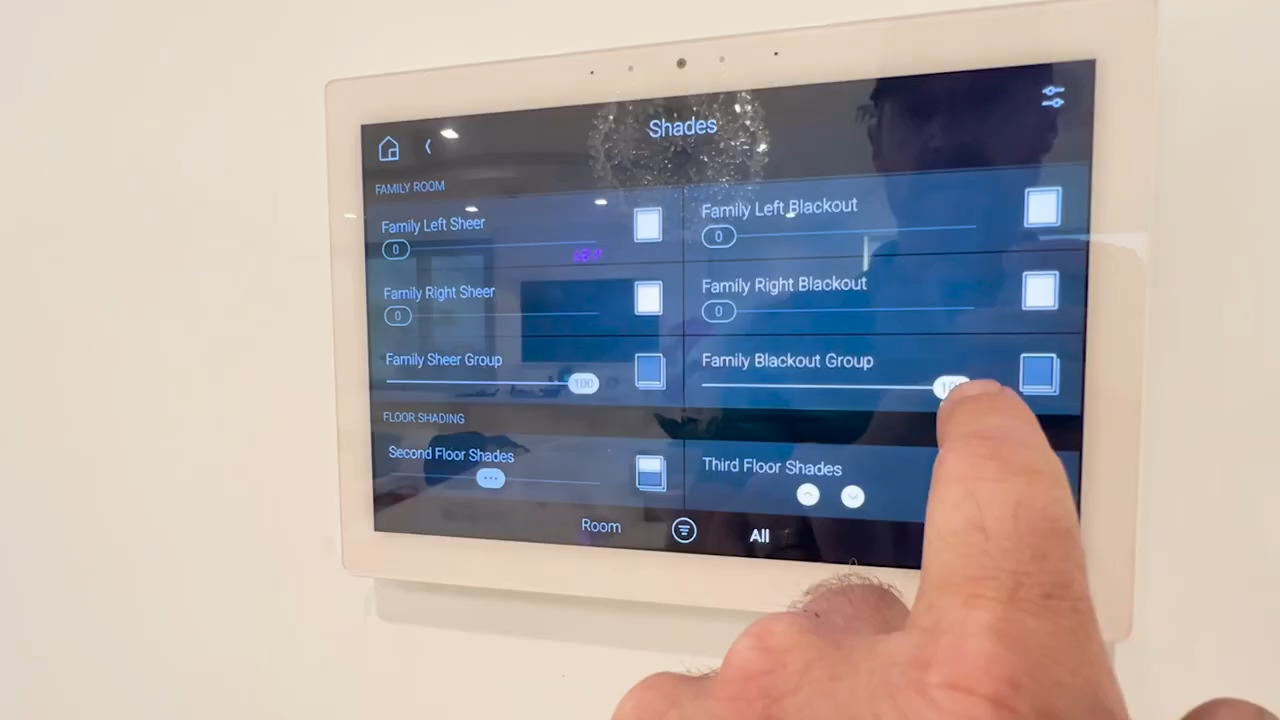 Shades
FAMILY ROOM
Family Left Sheer
0
Family Left Blackout
0
Family Right Sheer
0
Family Right Blackout
0
Family Sheer Group
100
Family Blackout Group
FLOOR SHADING
Second Floor Shades
Third Floor Shades
Room
All